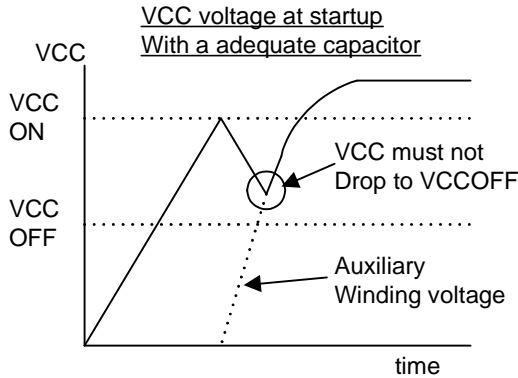 VCC voltage at startup
With a adequate capacitor
VCC
VCC
ON
VCC must not
Drop to VCCOFF
VCC
OFF
Auxiliary
Winding voltage
time